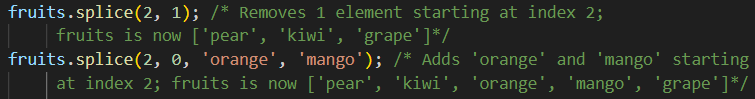 fruits.splice(2, 1); /* Removes 1 element starting at index 2;
fruits is now ['pear', 'kiwi', 'grape']*/
fruits.splice(2, 0, 'orange', 'mango'); /* Adds 'orange' and 'mango' starting
at index 2; fruits is now ['pear', 'kiwi', 'orange', 'mango', 'grape']*/